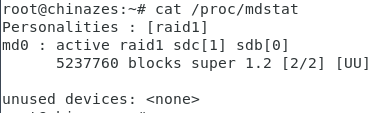 root@chinazes:~# cat /proc/mdstat
Personalities : [raid1]
md0 : active raid1 sdc[1] sdb[0]
      5237760 blocks super 1.2 [2/2] [UU]

unused devices: <none>